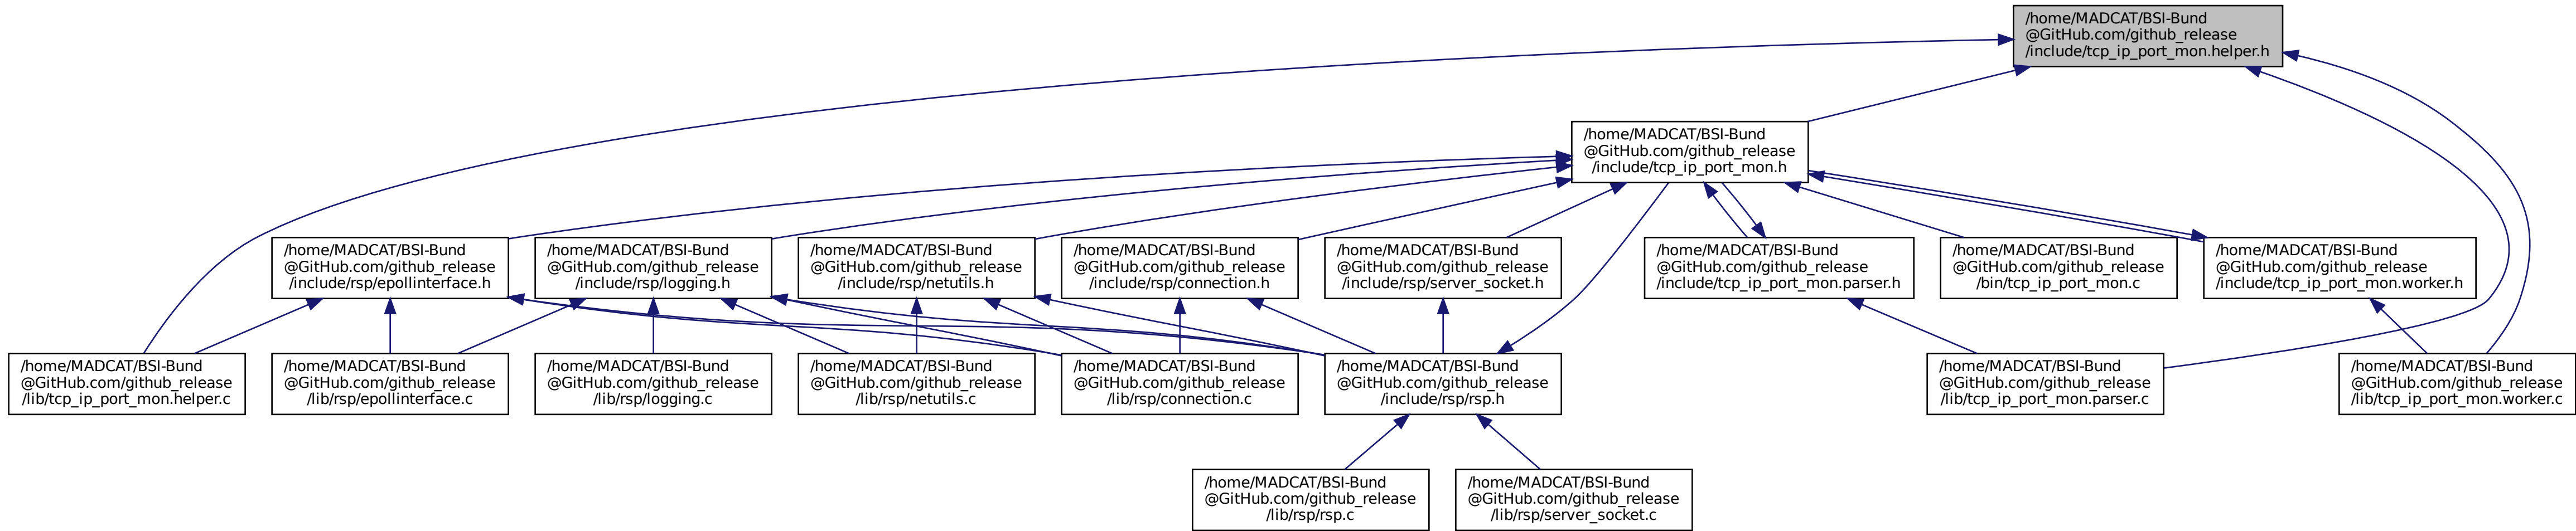 /home/MADCAT/BSI-Bund
@GitHub.com/github_release
/include/tcp_ip_port_mon.helper.h
/home/MADCAT/BSI-Bund
@GitHub.com/github_release
/include/tcp_ip_port_mon.h
/home/MADCAT/BSI-Bund
@GitHub.com/github_release
/include/rsp/epollinterface.h
/home/MADCAT/BSI-Bund
@GitHub.com/github_release
/include/rsp/logging.h
/home/MADCAT/BSI-Bund
@GitHub.com/github_release
/include/rsp/netutils.h
/home/MADCAT/BSI-Bund
@GitHub.com/github_release
/include/rsp/connection.h
/home/MADCAT/BSI-Bund
@GitHub.com/github_release
/include/rsp/server_socket.h
/home/MADCAT/BSI-Bund
@GitHub.com/github_release
/include/tcp_ip_port_mon.parser.h
/home/MADCAT/BSI-Bund
@GitHub.com/github_release
/bin/tcp_ip_port_mon.c
/home/MADCAT/BSI-Bund
@GitHub.com/github_release
/include/tcp_ip_port_mon.worker.h
/home/MADCAT/BSI-Bund
@GitHub.com/github_release
/lib/tcp_ip_port_mon.helper.c
/home/MADCAT/BSI-Bund
@GitHub.com/github_release
/lib/rsp/epollinterface.c
/home/MADCAT/BSI-Bund
@GitHub.com/github_release
/lib/rsp/logging.c
/home/MADCAT/BSI-Bund
@GitHub.com/github_release
/lib/rsp/netutils.c
/home/MADCAT/BSI-Bund
@GitHub.com/github_release
/lib/rsp/connection.c
/home/MADCAT/BSI-Bund
@GitHub.com/github_release
/include/rsp/rsp.h
/home/MADCAT/BSI-Bund
@GitHub.com/github_release
/lib/tcp_ip_port_mon.parser.c
/home/MADCAT/BSI-Bund
@GitHub.com/github_release
/lib/tcp_ip_port_mon.worker.c
/home/MADCAT/BSI-Bund
@GitHub.com/github_release
/lib/rsp/rsp.c
/home/MADCAT/BSI-Bund
@GitHub.com/github_release
/lib/rsp/server_socket.c